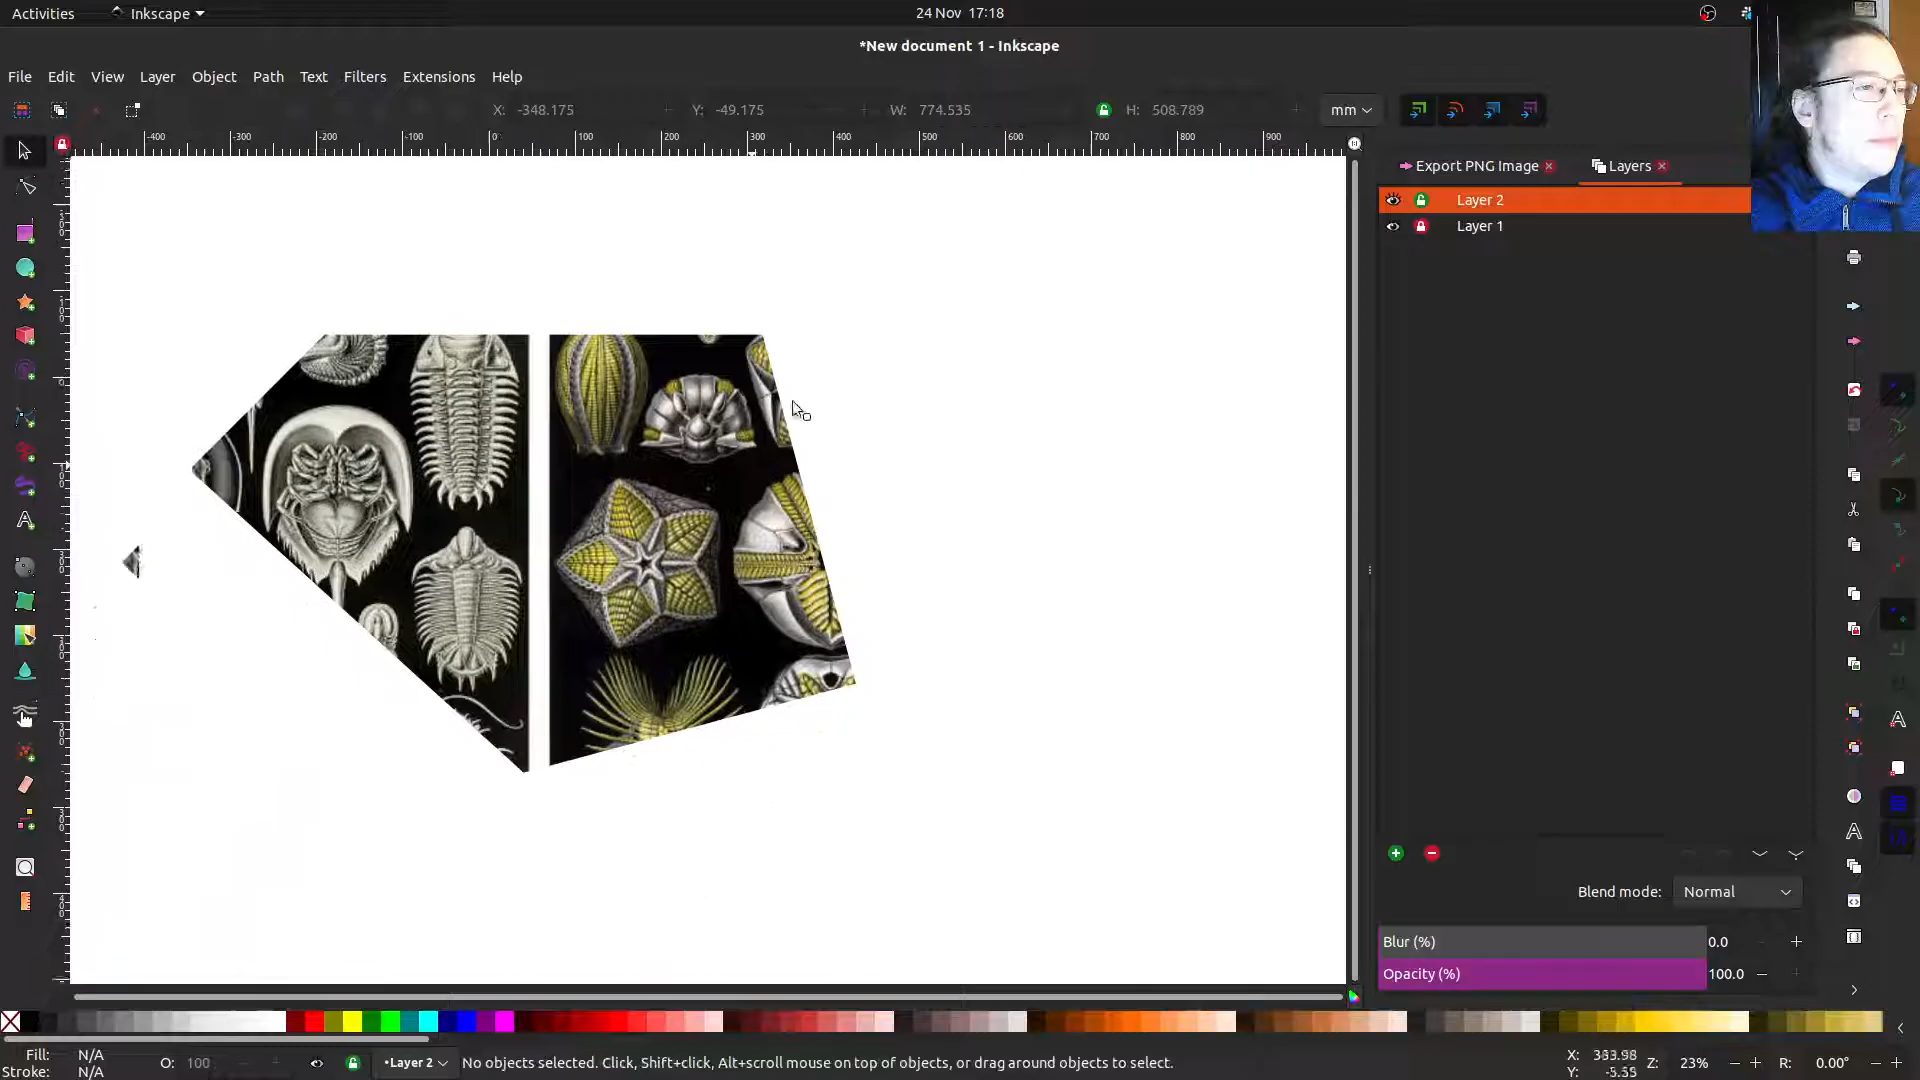 Activities Inkscape 24 Nov 17:18
*New document 1 - Inkscape
File Edit View Layer Object Path Text Filters Extensions Help
X: -348.175 Y: -49.175 W: 774.535 H: 508.789 mm
-400 -300 -200 -100 0 100 200 300 400 500 600 700 800 900
Export PNG Image Layers
Layer 2
Layer 1
Blend mode: Normal
Blur (%) 0.0
Opacity (%) 100.0
Fill: N/A O: 100 •Layer 2 No objects selected. Click, Shift+click, Alt+scroll mouse on top of objects, or drag around objects to select. X: Z: 23% R: 0.00°
Stroke: N/A Y: